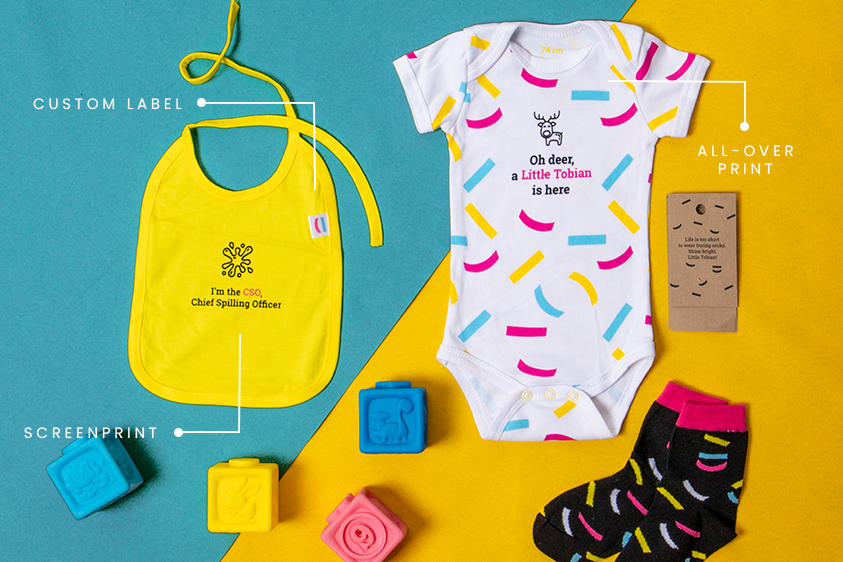 CUSTOM LABEL
74 cm
ALL-OVER
PRINT
Oh deer,
a Little Tobian
is here
Life is too short
to wear boring socks.
Shine bright,
Little Tobian!
I'm the CSO,
Chief Spilling Officer
SCREENPRINT